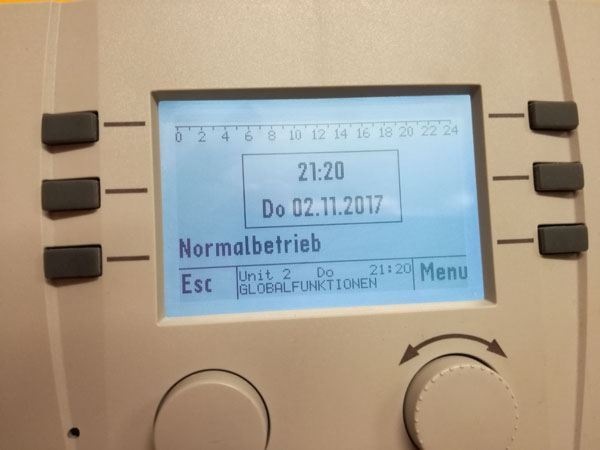 0 2 4 6 8 10 12 14 16 18 20 22 24
21:20
Do 02.11.2017
Normalbetrieb
Esc
Unit 2 Do 21:20
GLOBALFUNKTIONEN
Menu